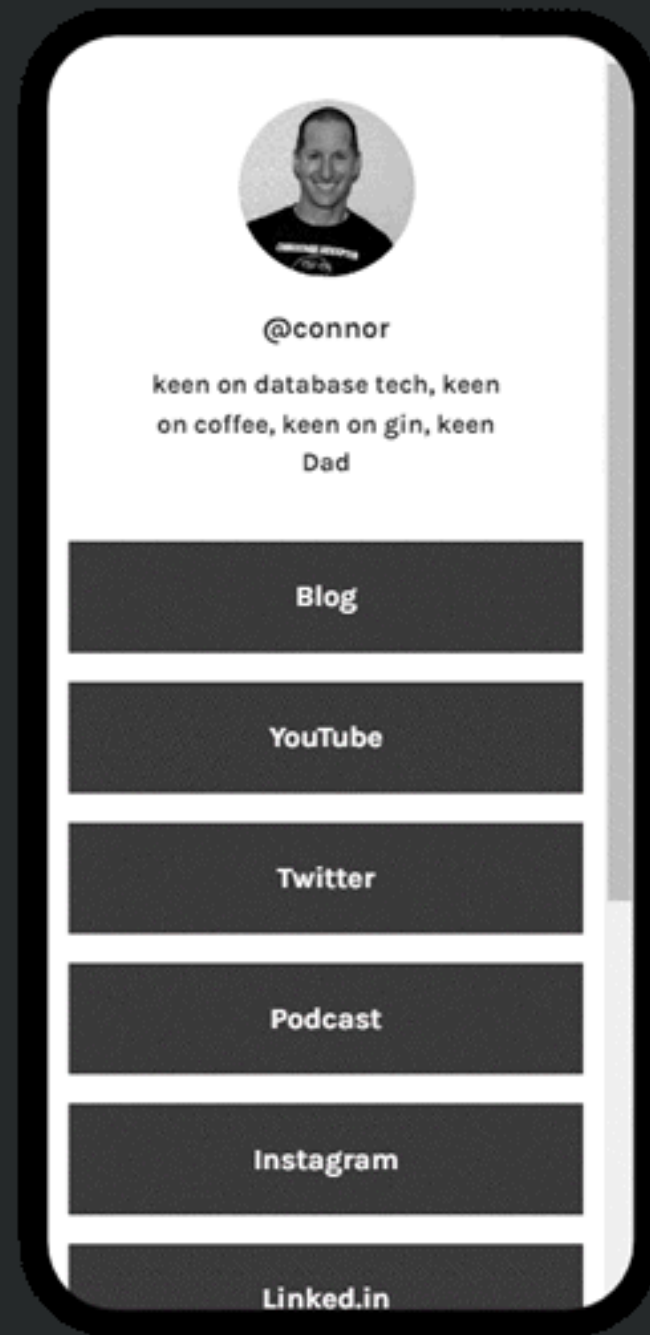 @connor
keen on database tech, keen
on coffee, keen on gin, keen
Dad
Blog
YouTube
Twitter
Podcast
Instagram
Linked.in